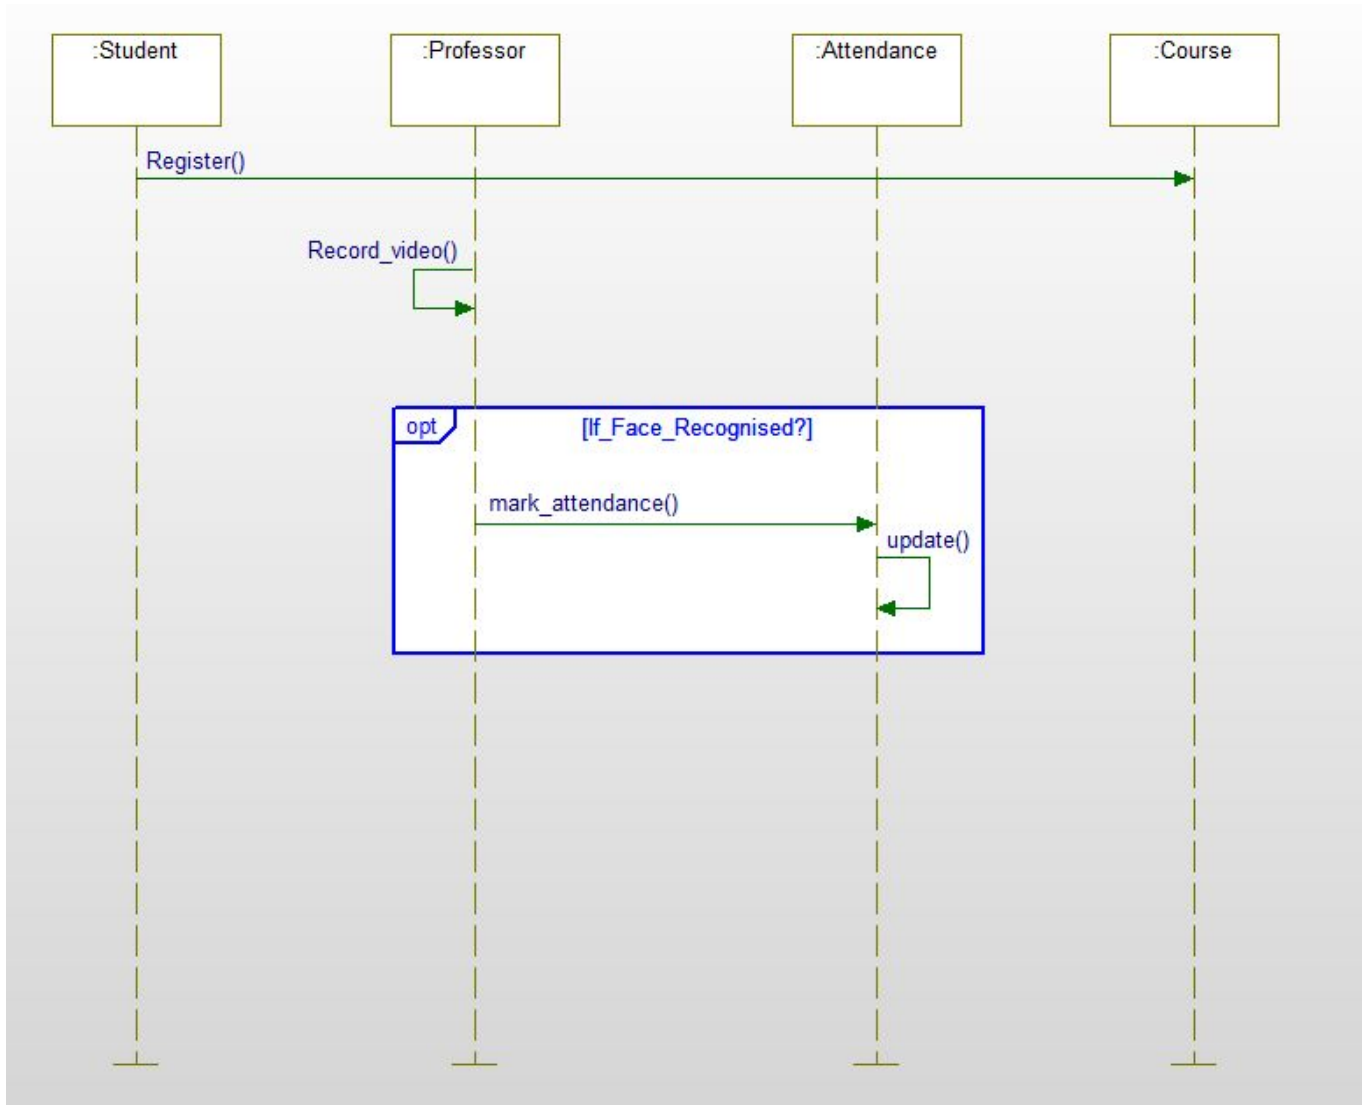 :Student
:Professor
:Attendance
:Course
Register()
Record_video()
opt
[If_Face_Recognised?]
mark_attendance()
update()